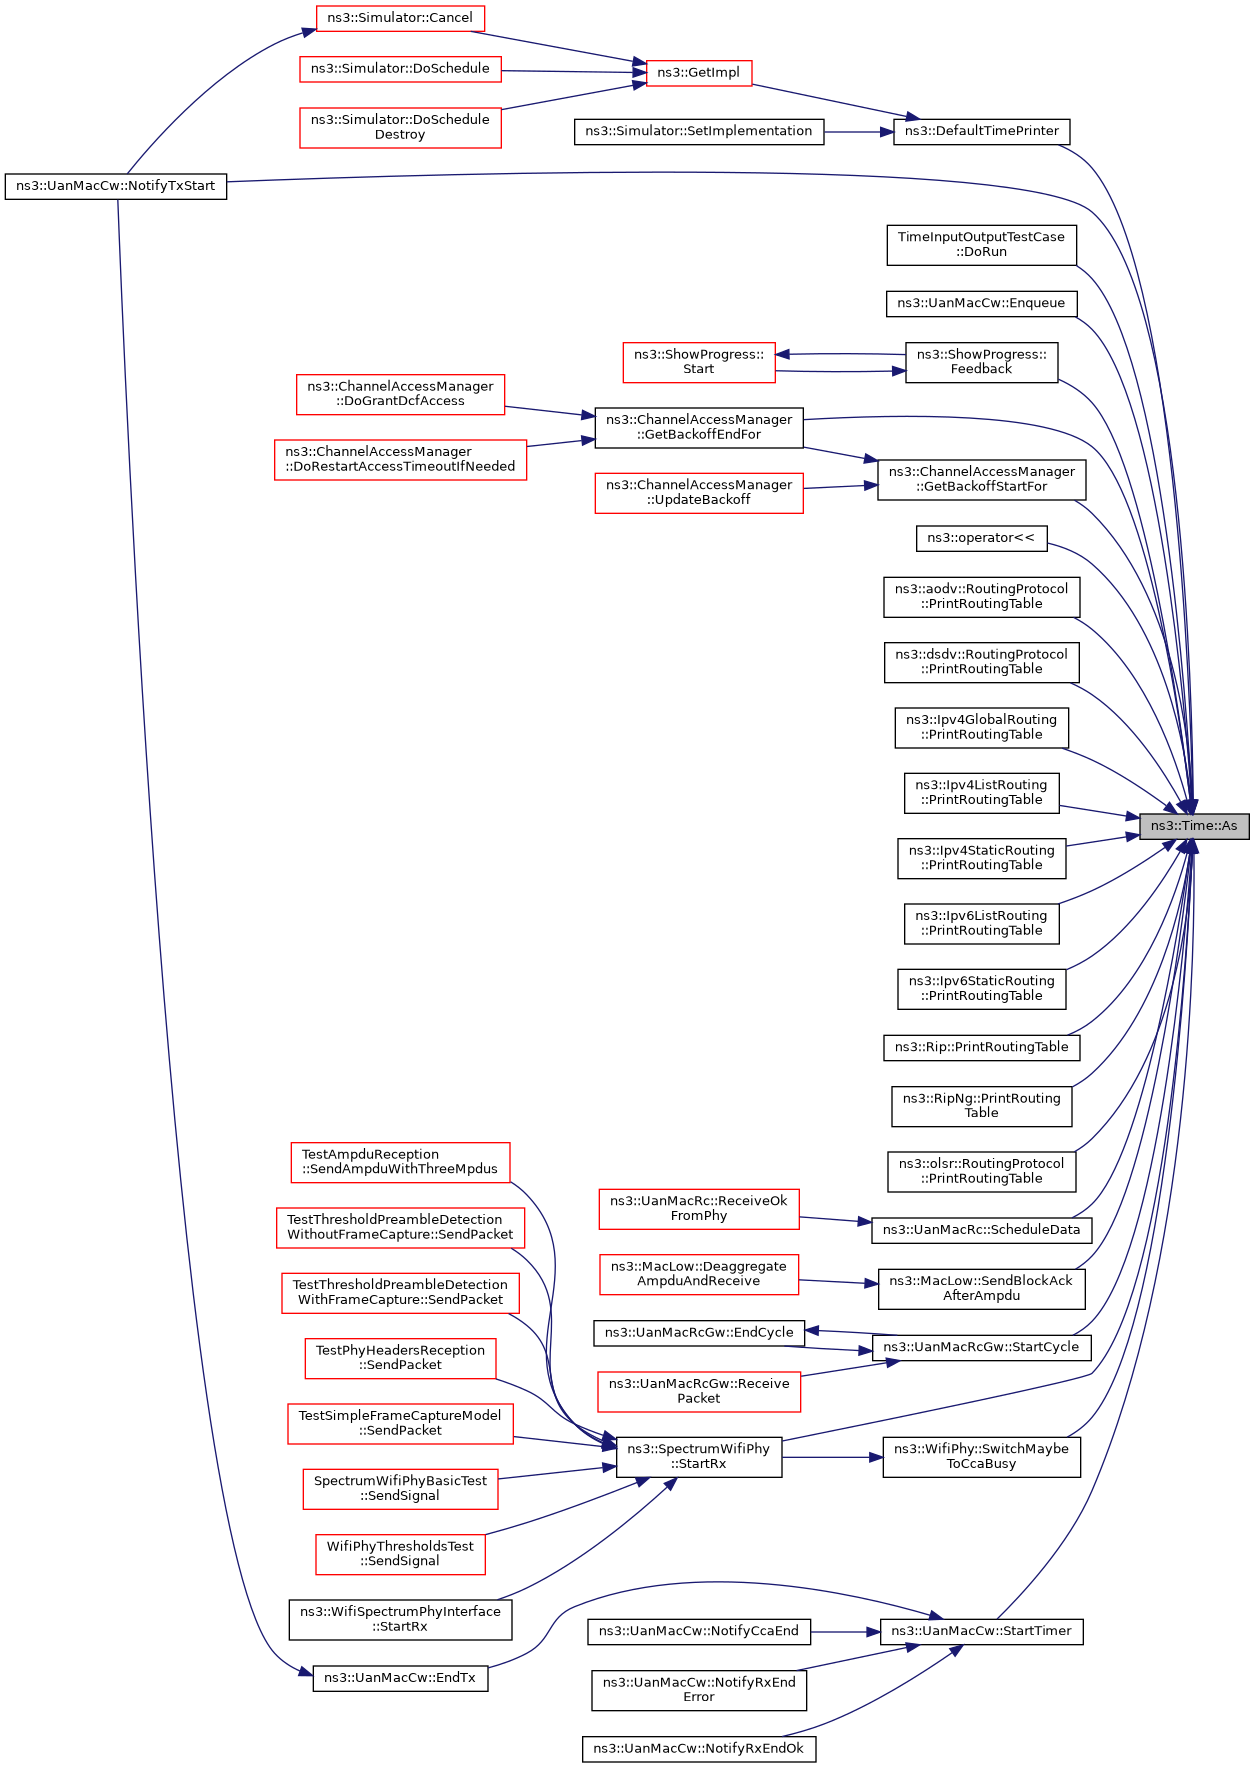 ns3::Simulator::Cancel
ns3::Simulator::DoSchedule
ns3::GetImpl
ns3::Simulator::DoSchedule
Destroy
ns3::Simulator::SetImplementation
ns3::DefaultTimePrinter
ns3::UanMacCw::NotifyTxStart
TimeInputOutputTestCase
::DoRun
ns3::UanMacCw::Enqueue
ns3::ShowProgress::
Start
ns3::ShowProgress::
Feedback
ns3::ChannelAccessManager
::DoGrantDcfAccess
ns3::ChannelAccessManager
::GetBackoffEndFor
ns3::ChannelAccessManager
::DoRestartAccessTimeoutIfNeeded
ns3::ChannelAccessManager
::GetBackoffStartFor
ns3::ChannelAccessManager
::UpdateBackoff
ns3::operator<<
ns3::aodv::RoutingProtocol
::PrintRoutingTable
ns3::dsdv::RoutingProtocol
::PrintRoutingTable
ns3::Ipv4GlobalRouting
::PrintRoutingTable
ns3::Ipv4ListRouting
::PrintRoutingTable
ns3::Time::As
ns3::Ipv4StaticRouting
::PrintRoutingTable
ns3::Ipv6ListRouting
::PrintRoutingTable
ns3::Ipv6StaticRouting
::PrintRoutingTable
ns3::Rip::PrintRoutingTable
ns3::RipNg::PrintRouting
Table
ns3::olsr::RoutingProtocol
::PrintRoutingTable
TestAmpduReception
::SendAmpduWithThreeMpdus
ns3::UanMacRc::ReceiveOk
FromPhy
ns3::UanMacRc::ScheduleData
TestThresholdPreambleDetection
WithoutFrameCapture::SendPacket
ns3::MacLow::Deaggregate
AmpduAndReceive
ns3::MacLow::SendBlockAck
AfterAmpdu
TestThresholdPreambleDetection
WithFrameCapture::SendPacket
ns3::UanMacRcGw::EndCycle
ns3::UanMacRcGw::StartCycle
TestPhyHeadersReception
::SendPacket
ns3::UanMacRcGw::Receive
Packet
TestSimpleFrameCaptureModel
::SendPacket
ns3::SpectrumWifiPhy
::StartRx
ns3::WifiPhy::SwitchMaybe
ToCcaBusy
SpectrumWifiPhyBasicTest
::SendSignal
WifiPhyThresholdsTest
::SendSignal
ns3::WifiSpectrumPhyInterface
::StartRx
ns3::UanMacCw::NotifyCcaEnd
ns3::UanMacCw::StartTimer
ns3::UanMacCw::EndTx
ns3::UanMacCw::NotifyRxEnd
Error
ns3::UanMacCw::NotifyRxEndOk